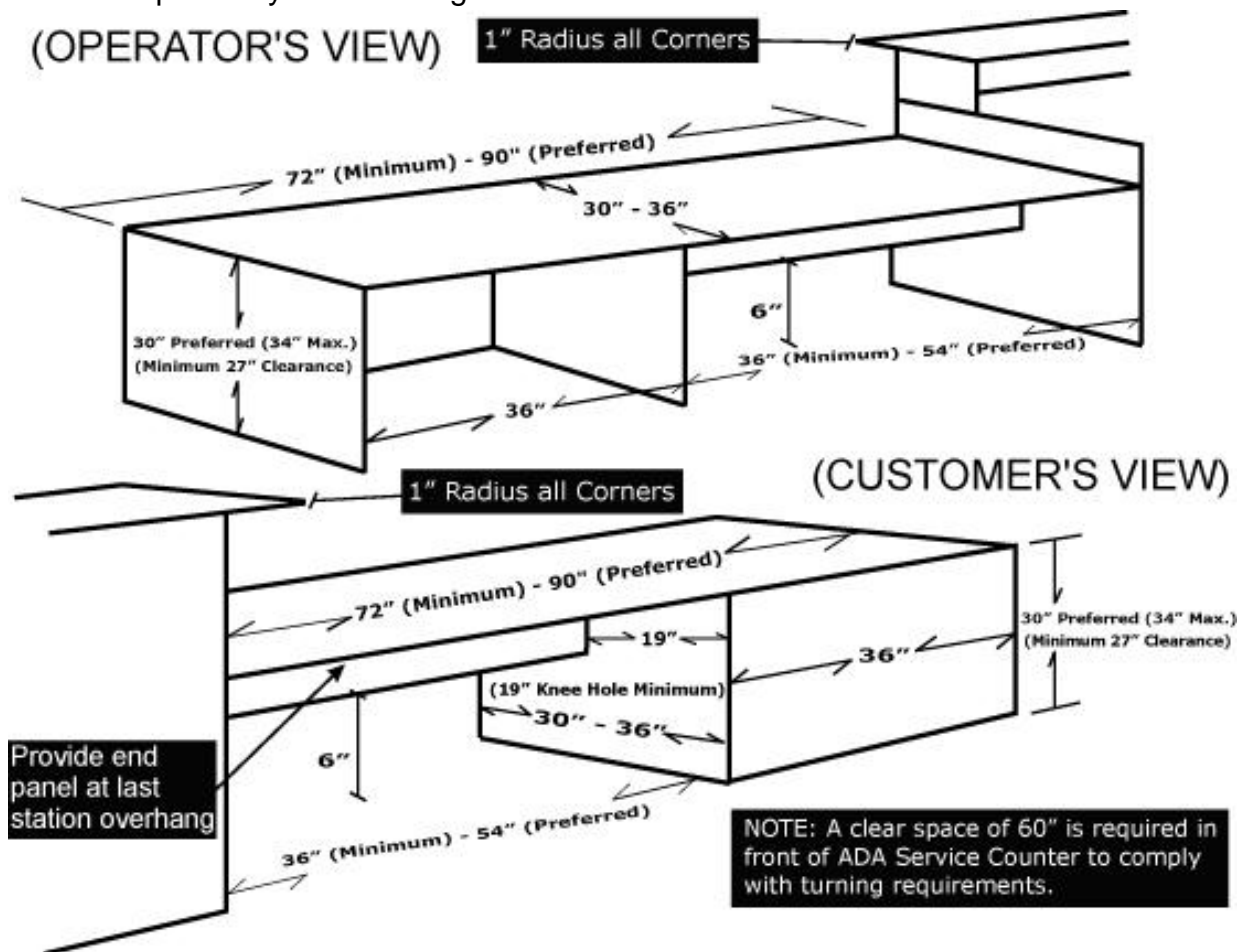 (OPERATOR'S VIEW)
1" Radius all Corners
72" (Minimum) - 90" (Preferred)
30" - 36"
30" Preferred (34" Max.)
(Minimum 27" Clearance)
6"
36" (Minimum) - 54" (Preferred)
36"
1" Radius all Corners
(CUSTOMER'S VIEW)
72" (Minimum) - 90" (Preferred)
19"
(19" Knee Hole Minimum)
30" - 36"
36"
30" Preferred (34" Max.)
(Minimum 27" Clearance)
Provide end
panel at last
station overhang
6"
36" (Minimum) - 54" (Preferred)
NOTE: A clear space of 60" is required in
front of ADA Service Counter to comply
with turning requirements.